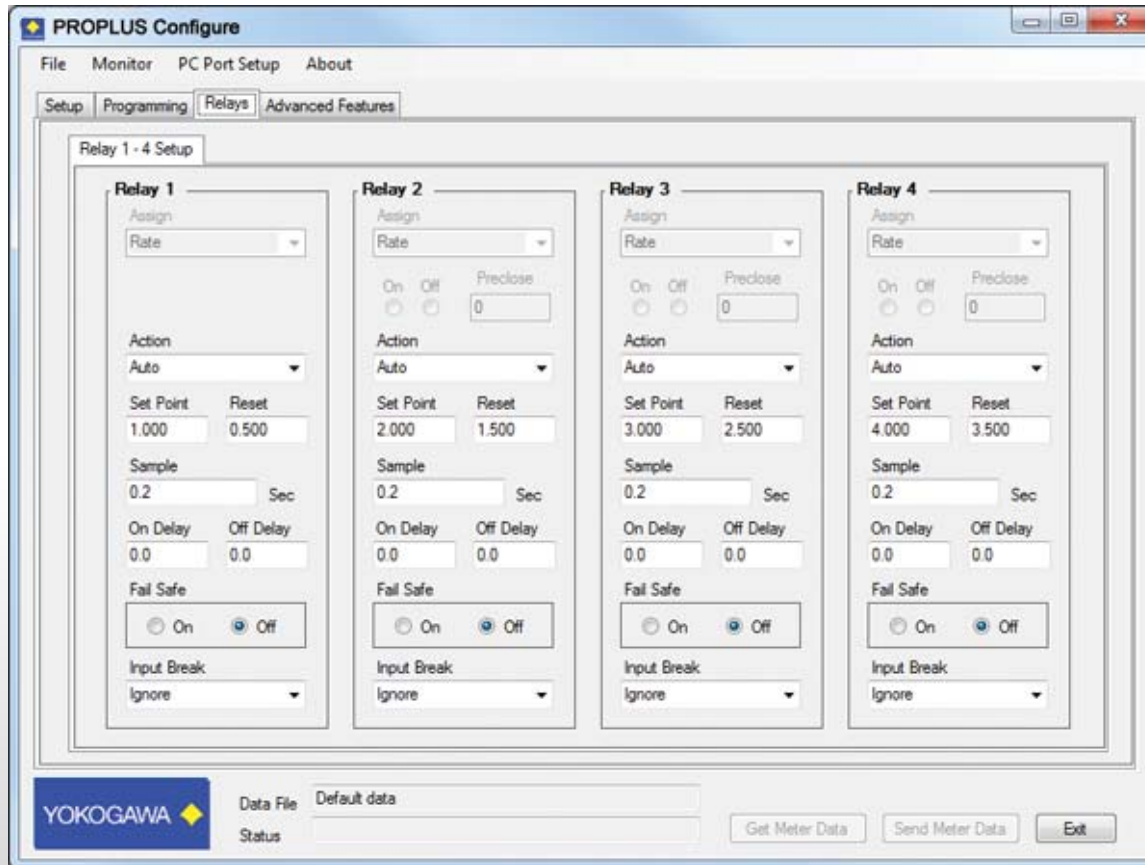 PROPLUS Configure
File Monitor PC Port Setup About
Setup Programming Relays Advanced Features
Relay 1 - 4 Setup
Relay 1
Assign
Rate
Action
Auto
Set Point Reset
1.000 0.500
Sample
0.2 Sec
On Delay Off Delay
0.0 0.0
Fail Safe
On Off
Input Break
Ignore
Relay 2
Assign
Rate
On Off Preclose
0
Action
Auto
Set Point Reset
2.000 1.500
Sample
0.2 Sec
On Delay Off Delay
0.0 0.0
Fail Safe
On Off
Input Break
Ignore
Relay 3
Assign
Rate
On Off Preclose
0
Action
Auto
Set Point Reset
3.000 2.500
Sample
0.2 Sec
On Delay Off Delay
0.0 0.0
Fail Safe
On Off
Input Break
Ignore
Relay 4
Assign
Rate
On Off Preclose
0
Action
Auto
Set Point Reset
4.000 3.500
Sample
0.2 Sec
On Delay Off Delay
0.0 0.0
Fail Safe
On Off
Input Break
Ignore
YOKOGAWA
Data File Default data
Status
Get Meter Data Send Meter Data Exit